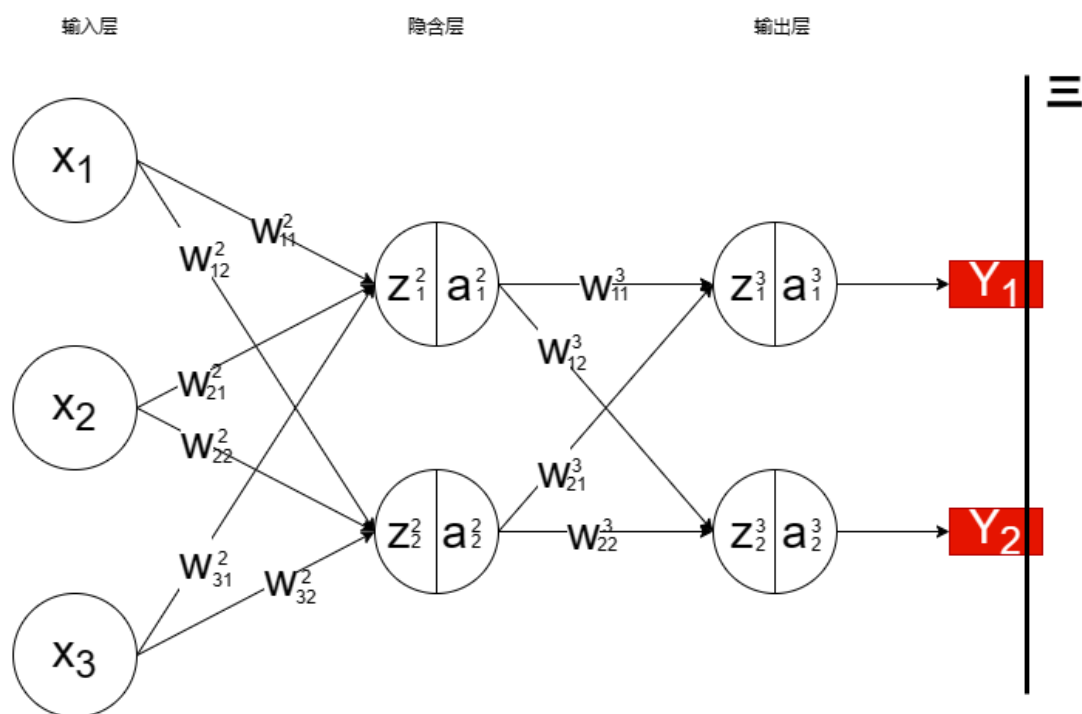 输入层 隐含层 输出层
三
x₁
W²₁₁
W²₁₂
z²₁ a²₁
W³₁₁
z³₁ a³₁
Y₁
W³₁₂
W²₂₁
x₂
W²₂₂
W³₂₁
z²₂ a²₂
W³₂₂
z³₂ a³₂
Y₂
W²₃₁
W²₃₂
x₃